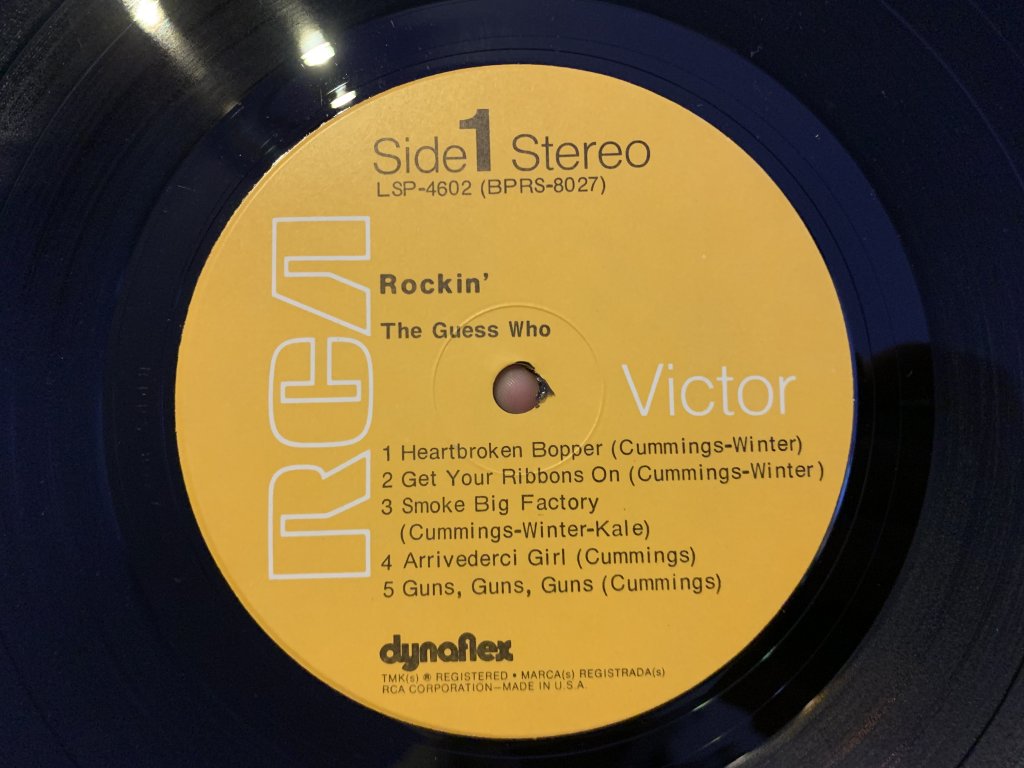 Side 1 Stereo
LSP-4602 (BPRS-8027)
RCA
Rockin'
The Guess Who
Victor
1 Heartbroken Bopper (Cummings-Winter)
2 Get Your Ribbons On (Cummings-Winter)
3 Smoke Big Factory
(Cummings-Winter-Kale)
4 Arrivederci Girl (Cummings)
5 Guns, Guns, Guns (Cummings)
dynaflex
TMK(s) ® REGISTERED • MARCA(s) REGISTRADA(s)
RCA CORPORATION—MADE IN U.S.A.